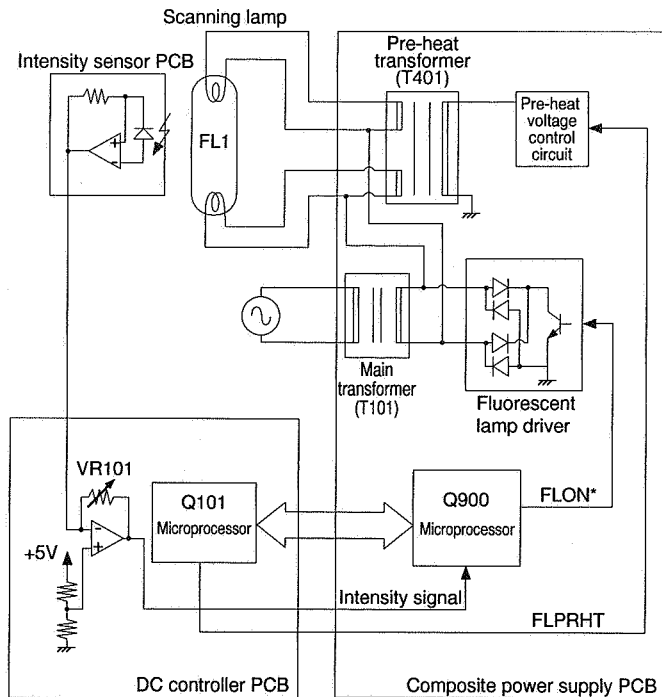 Scanning lamp
Intensity sensor PCB
Pre-heat
transformer
(T401)
Pre-heat
voltage
control
circuit
FL1
+
-
Main
transformer
(T101)
Fluorescent
lamp driver
VR101
Q101
Microprocessor
Q900
Microprocessor
FLON*
-
+
+5V
Intensity signal
FLPRHT
DC controller PCB
Composite power supply PCB